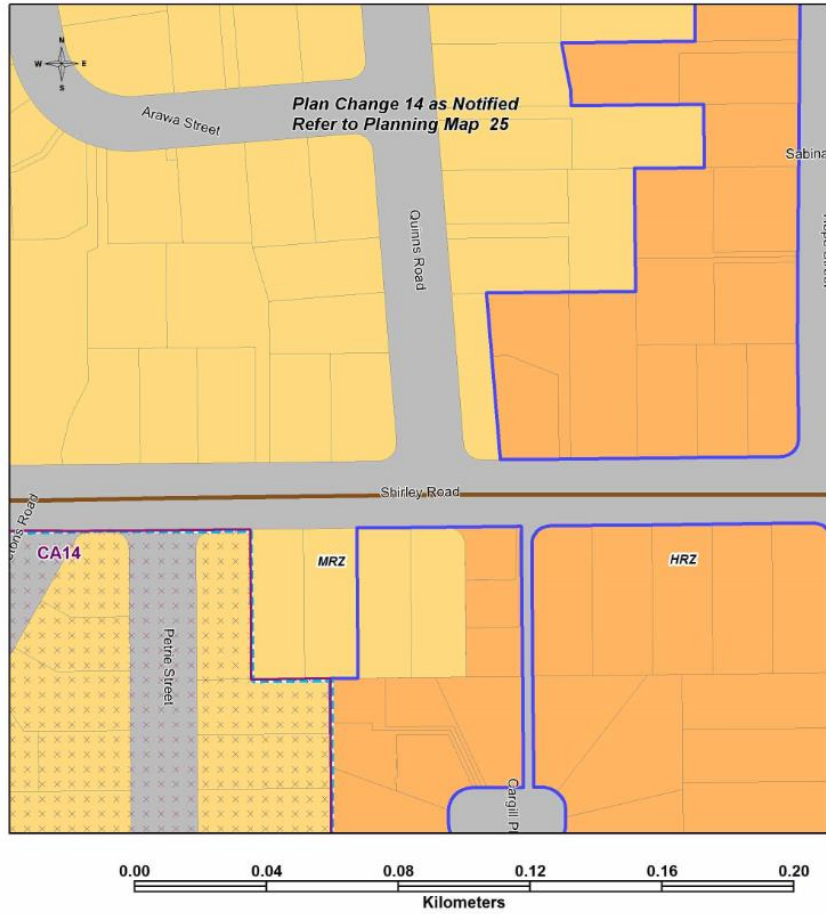 N
W E
S
Arawa Street
Plan Change 14 as Notified
Refer to Planning Map 25
Sabina
Quinns Road
Shirley Road
CA14
MRZ
HRZ
Petrie Street
Cargill Pl
0.00 0.04 0.08 0.12 0.16 0.20
Kilometers